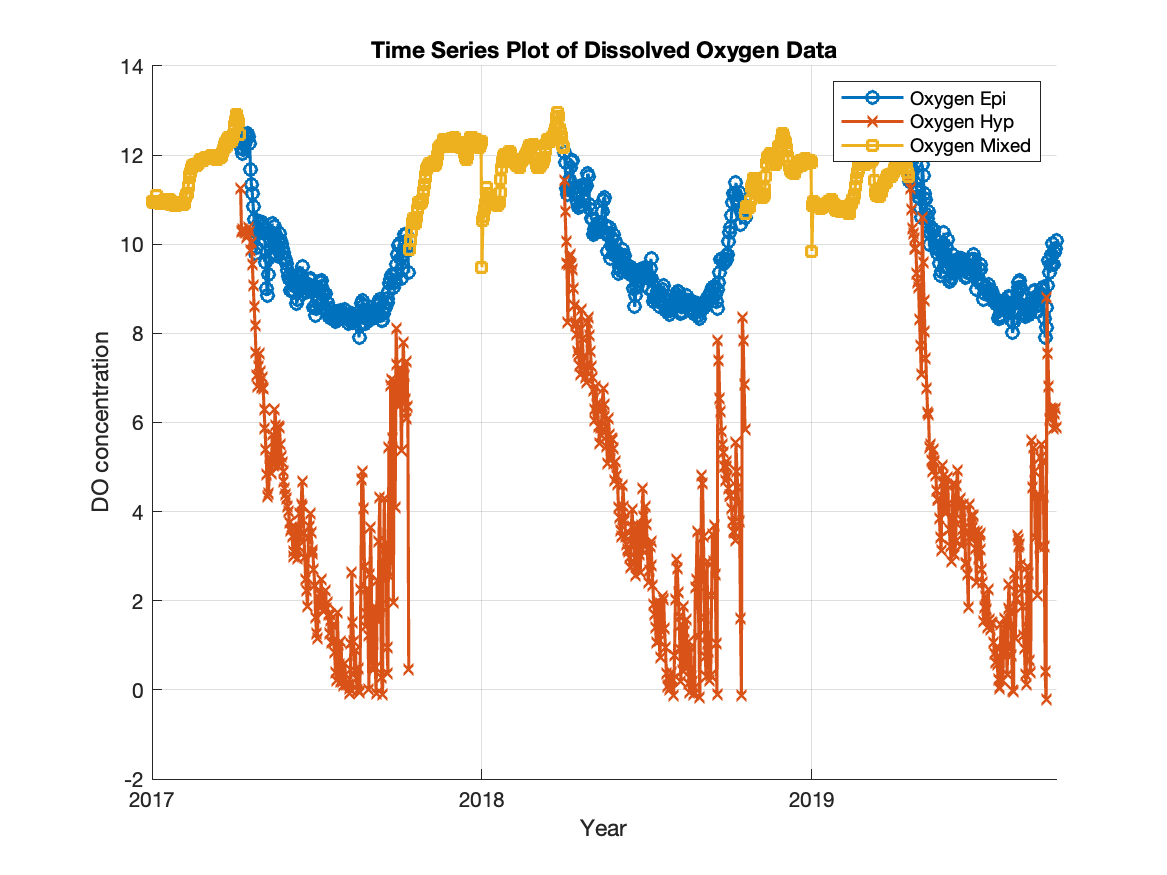 Time Series Plot of Dissolved Oxygen Data
14
12
10
8
6
4
2
0
-2
DO concentration
Oxygen Epi
Oxygen Hyp
Oxygen Mixed
2017
2018
2019
Year